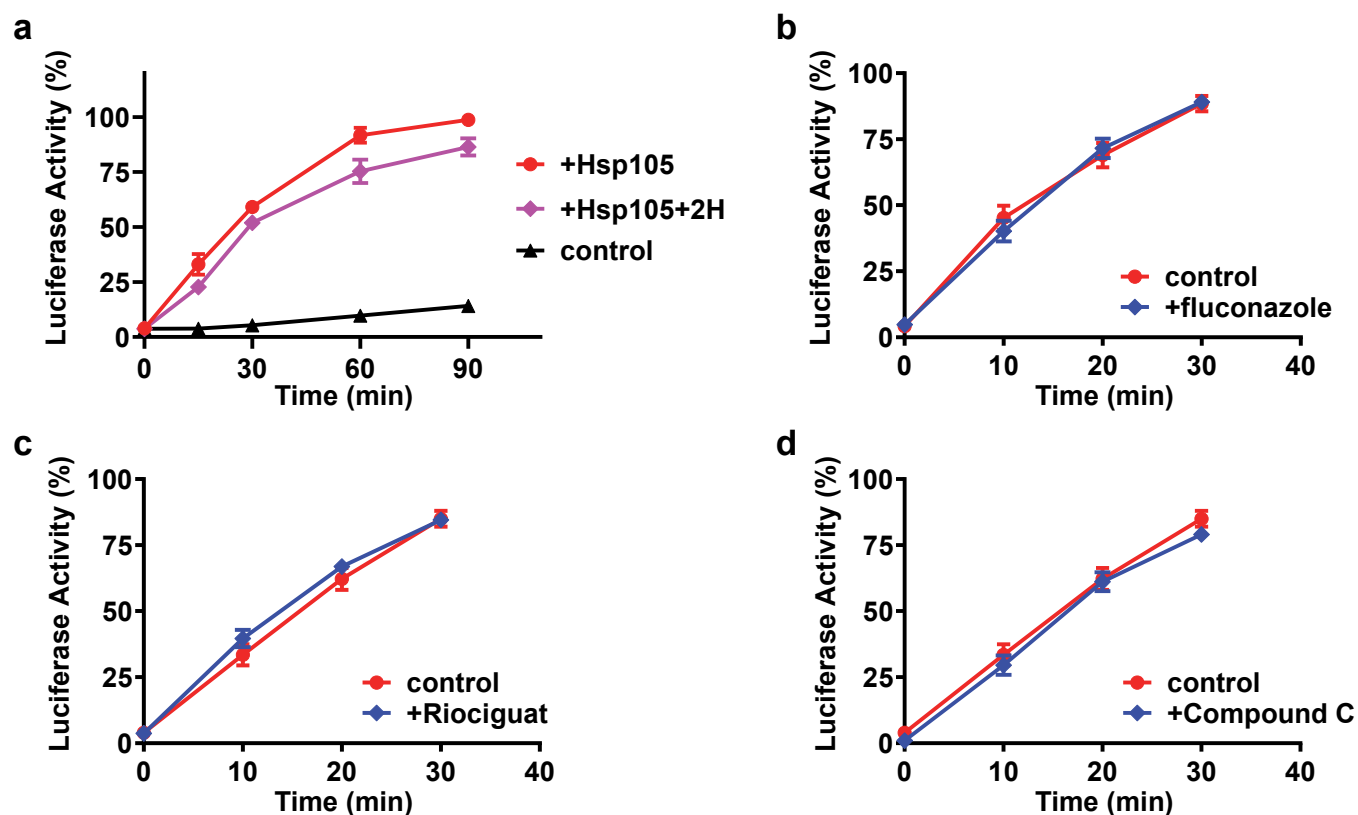 a
Luciferase Activity (%)
100
75
50
25
0
0 30 60 90
Time (min)
+Hsp105
+Hsp105+2H
control
b
Luciferase Activity (%)
100
75
50
25
0
0 10 20 30 40
Time (min)
control
+fluconazole
c
Luciferase Activity (%)
100
75
50
25
0
0 10 20 30 40
Time (min)
control
+Riociguat
d
Luciferase Activity (%)
100
75
50
25
0
0 10 20 30 40
Time (min)
control
+Compound C